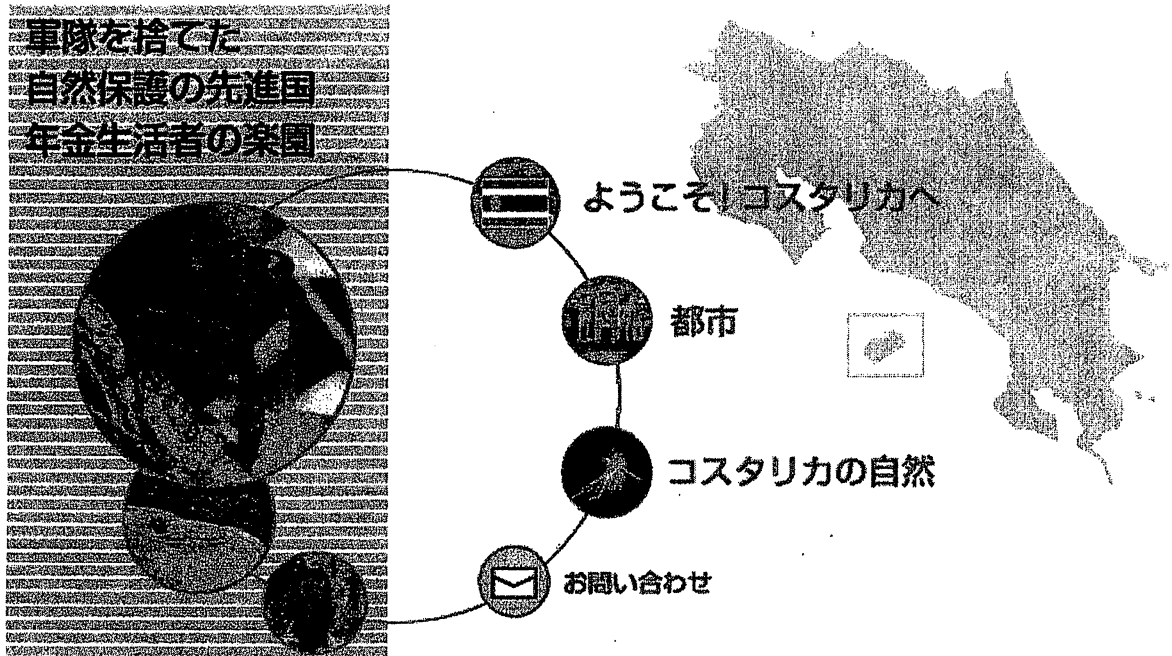 軍隊を捨てた
自然保護の先進国
年金生活者の楽園
ようこそ!コスタリカへ
都市
コスタリカの自然
お問い合わせ